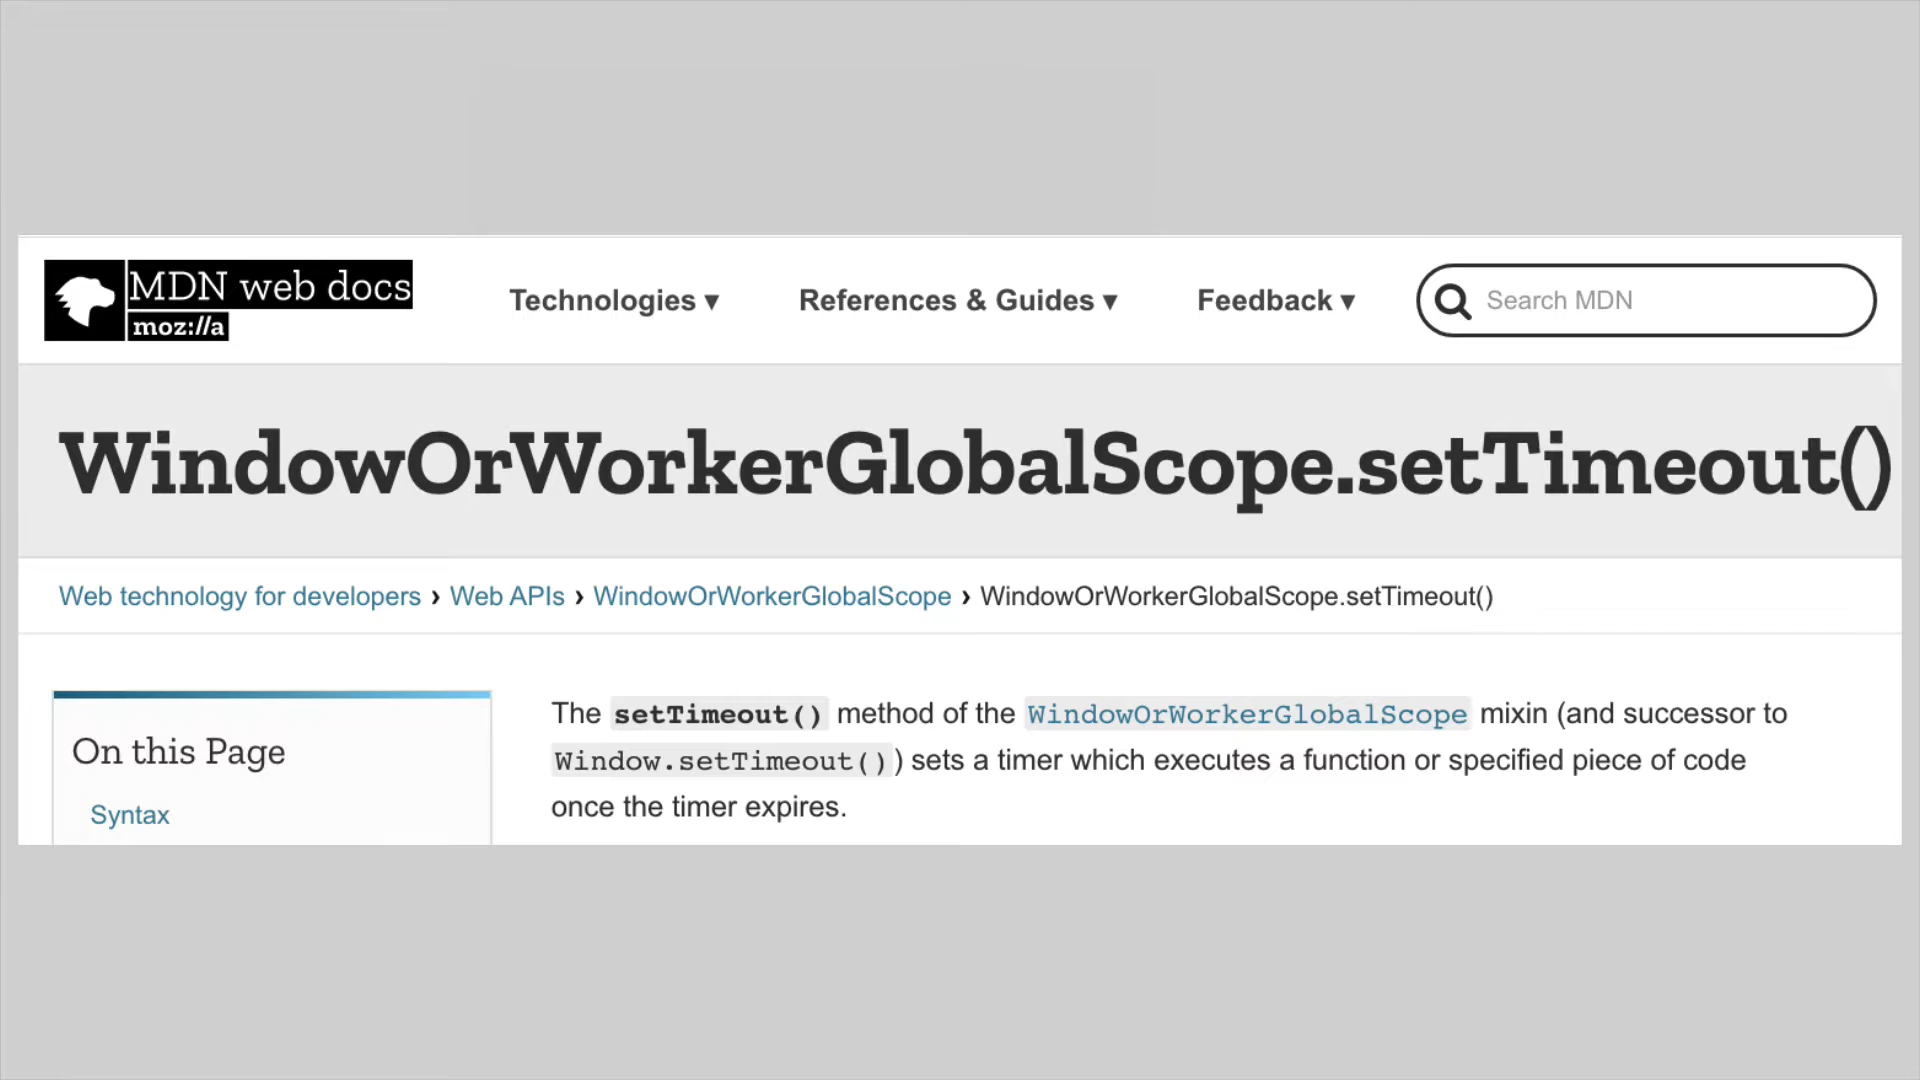 MDN web docs
moz://a
Technologies ▾
References & Guides ▾
Feedback ▾
Search MDN
WindowOrWorkerGlobalScope.setTimeout()
Web technology for developers › Web APIs › WindowOrWorkerGlobalScope › WindowOrWorkerGlobalScope.setTimeout()
On this Page
Syntax
The setTimeout() method of the WindowOrWorkerGlobalScope mixin (and successor to
Window.setTimeout()) sets a timer which executes a function or specified piece of code
once the timer expires.